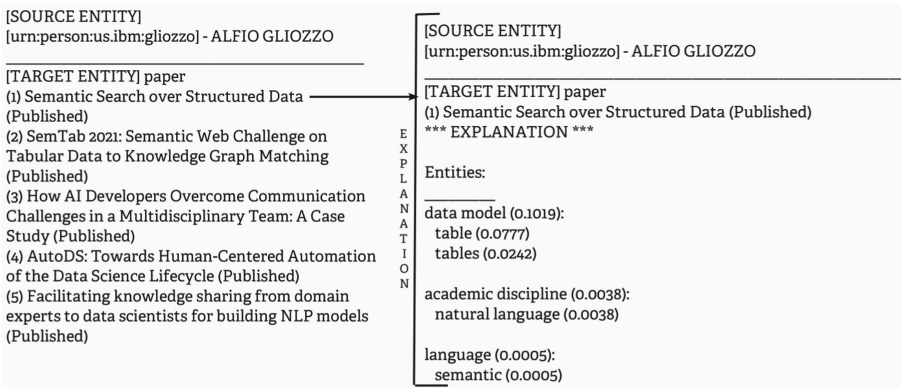 [SOURCE ENTITY]
[urn:person:us.ibm:gliozzo] - ALFIO GLIOZZO
[TARGET ENTITY] paper
(1) Semantic Search over Structured Data
(Published)
(2) SemTab 2021: Semantic Web Challenge on
Tabular Data to Knowledge Graph Matching
(Published)
(3) How AI Developers Overcome Communication
Challenges in a Multidisciplinary Team: A Case
Study (Published)
(4) AutoDS: Towards Human-Centered Automation
of the Data Science Lifecycle (Published)
(5) Facilitating knowledge sharing from domain
experts to data scientists for building NLP models
(Published)
EXPLANATION
[SOURCE ENTITY]
[urn:person:us.ibm:gliozzo] - ALFIO GLIOZZO
[TARGET ENTITY] paper
(1) Semantic Search over Structured Data (Published)
*** EXPLANATION ***
Entities:
data model (0.1019):
table (0.0777)
tables (0.0242)
academic discipline (0.0038):
natural language (0.0038)
language (0.0005):
semantic (0.0005)